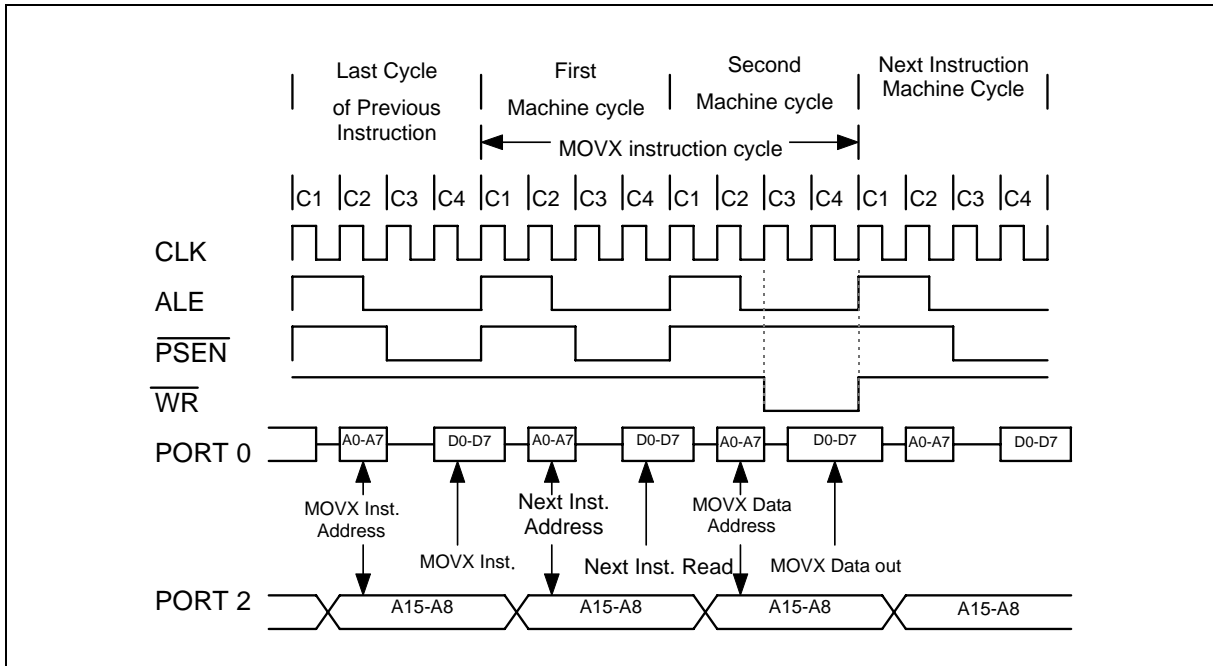 Last Cycle
of Previous
Instruction
First
Machine cycle
Second
Machine cycle
Next Instruction
Machine Cycle
MOVX instruction cycle
C1 C2 C3 C4 C1 C2 C3 C4 C1 C2 C3 C4 C1 C2 C3 C4
CLK
ALE
PSEN
WR
PORT 0
A0-A7 D0-D7 A0-A7 D0-D7 A0-A7 D0-D7 A0-A7 D0-D7
MOVX Inst.
Address
MOVX Inst.
Next Inst.
Address
Next Inst. Read
MOVX Data
Address
MOVX Data out
PORT 2
A15-A8 A15-A8 A15-A8 A15-A8